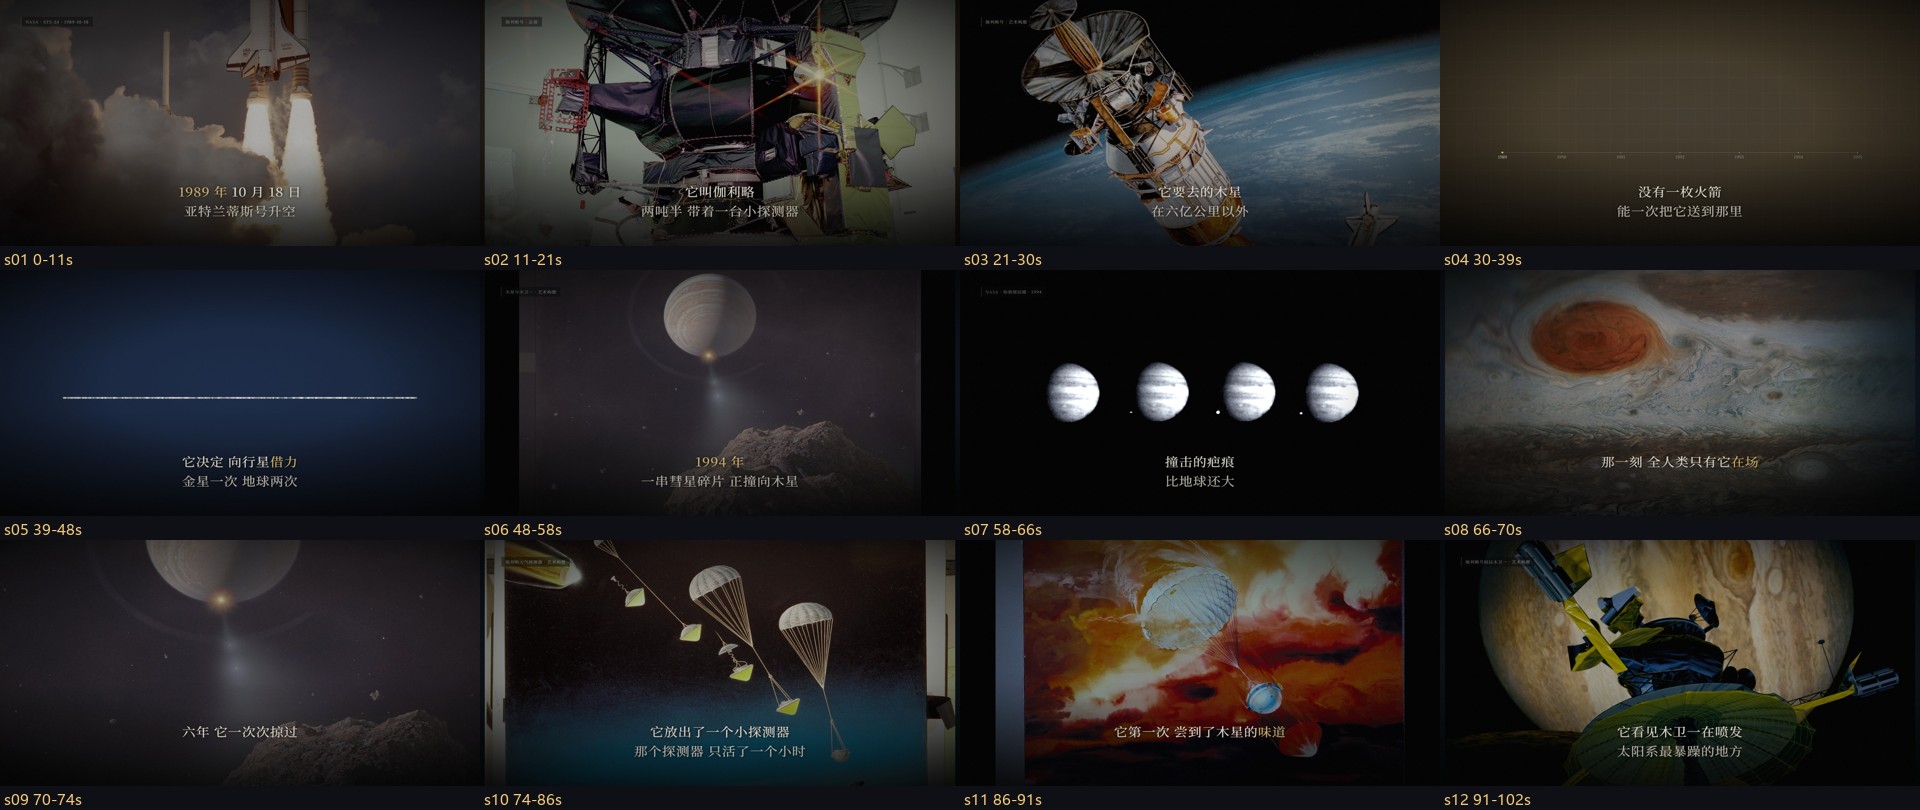 NASA · STS-34 · 1989-10-18
1989 年 10 月 18 日
亚特兰蒂斯号升空
s01 0-11s
它叫伽利略
两吨半 带着一台小探测器
s02 11-21s
它要去的木星
在六亿公里以外
s03 21-30s
1989
没有一枚火箭
能一次把它送到那里
s04 30-39s
它决定 向行星借力
金星一次 地球两次
s05 39-48s
1994 年
一串彗星碎片 正撞向木星
s06 48-58s
撞击的疤痕
比地球还大
s07 58-66s
那一刻 全人类只有它在场
s08 66-70s
六年 它一次次掠过
s09 70-74s
它放出了一个小探测器
那个探测器 只活了一个小时
s10 74-86s
它第一次 尝到了木星的味道
s11 86-91s
它看见木卫一在喷发
太阳系最暴躁的地方
s12 91-102s